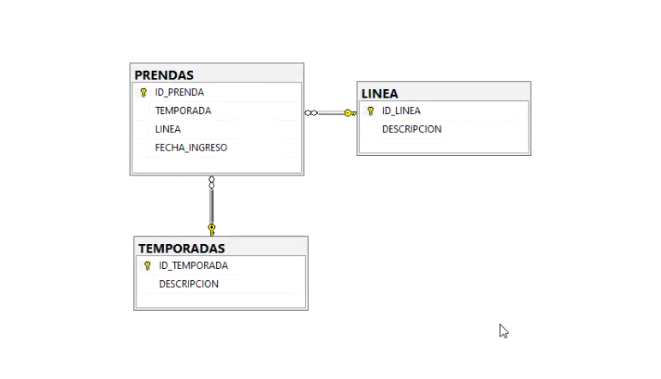 PRENDAS
ID_PRENDA
TEMPORADA
LINEA
FECHA_INGRESO
LINEA
ID_LINEA
DESCRIPCION
TEMPORADAS
ID_TEMPORADA
DESCRIPCION